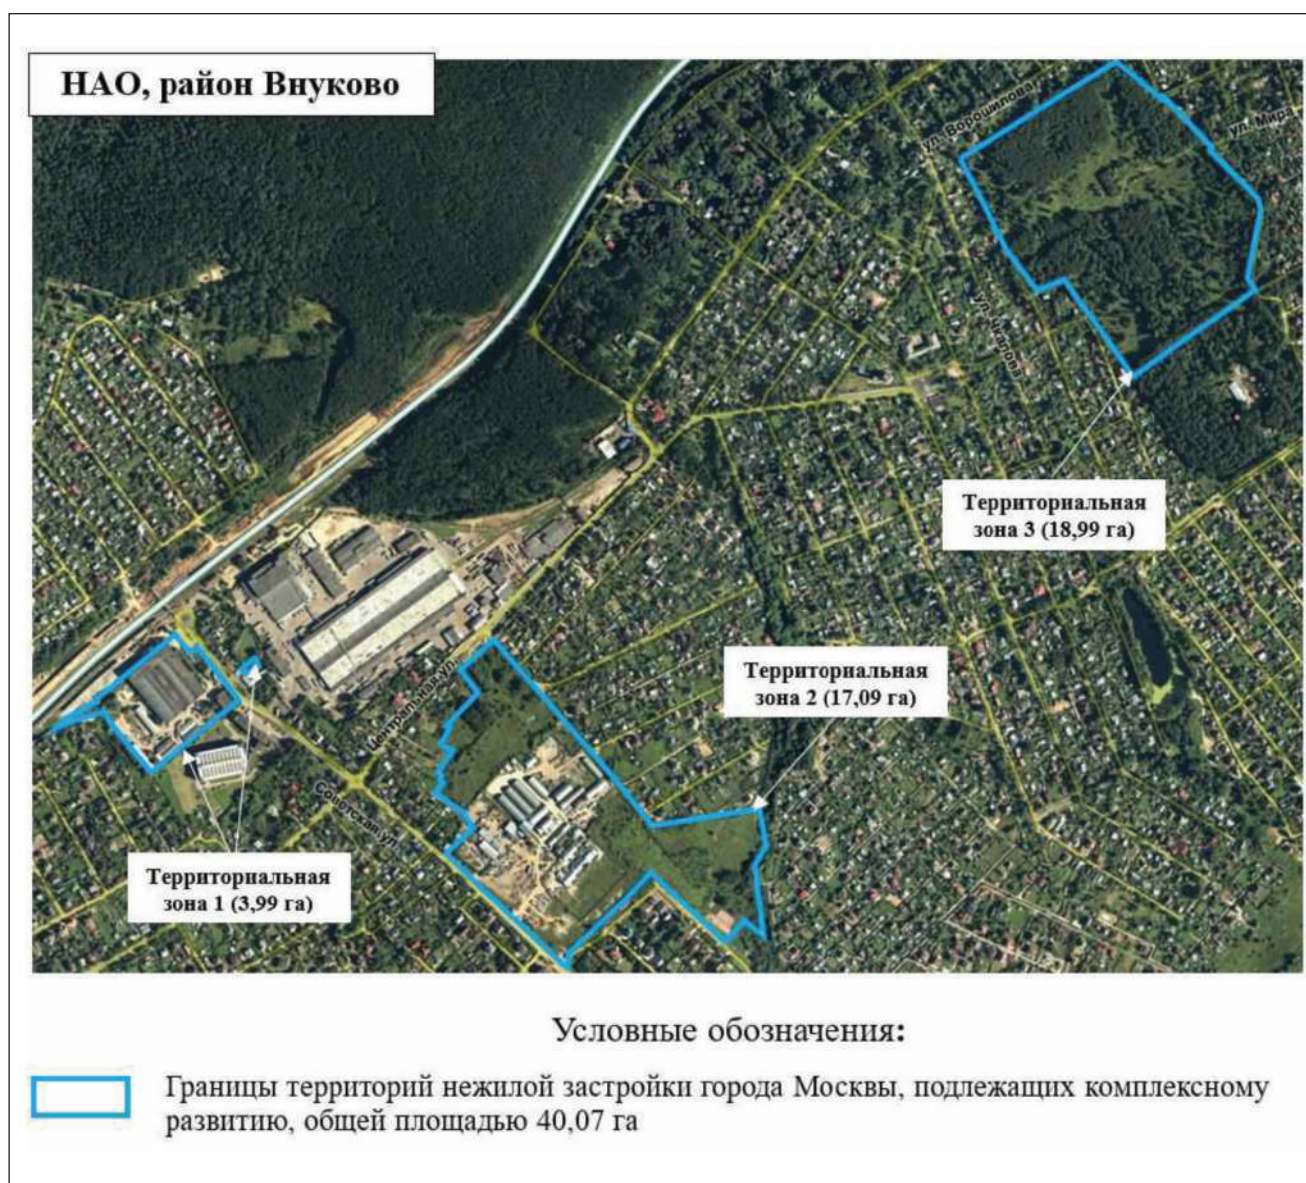 НАО, район Внуково
ул. Ворошилова
ул. Мира
ул. Чкалова
Территориальная
зона 3 (18,99 га)
Территориальная
зона 2 (17,09 га)
Центральная ул.
Советская ул.
Территориальная
зона 1 (3,99 га)
Условные обозначения:
Границы территорий нежилой застройки города Москвы, подлежащих комплексному
развитию, общей площадью 40,07 га